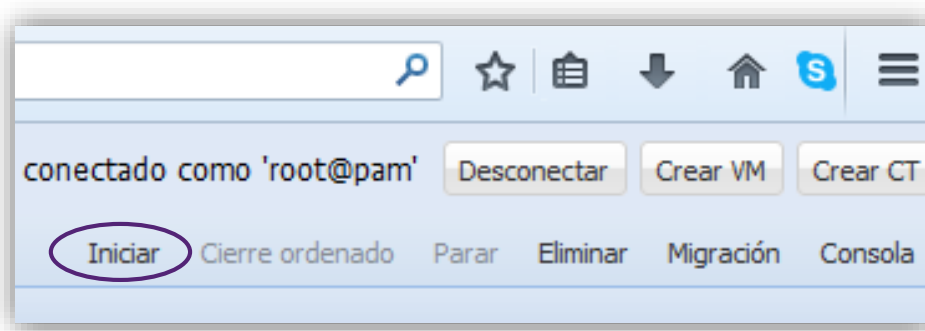 conectado como 'root@pam' Desconectar Crear VM Crear CT
Iniciar Cierre ordenado Parar Eliminar Migración Consola